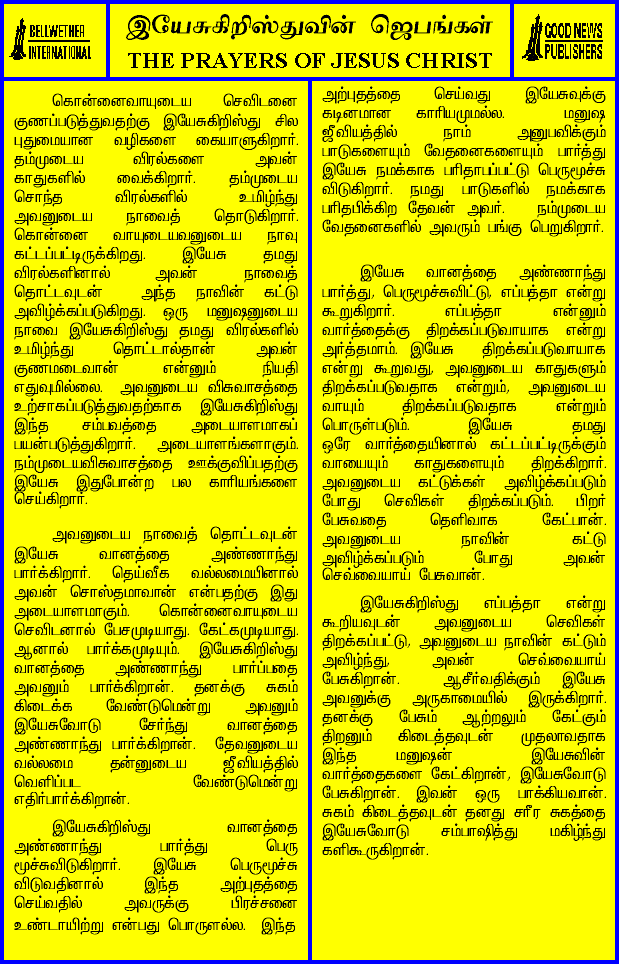 BELLWETHER
INTERNATIONAL
இயேசுகிறிஸ்துவின் ஜெபங்கள்
THE PRAYERS OF JESUS CHRIST
GOOD NEWS
PUBLISHERS
கொன்னைவாயுடைய செவிடனை
குணப்படுத்துவதற்கு இயேசுகிறிஸ்து சில
புதுமையான வழிகளை கையாளுகிறார்.
தம்முடைய விரல்களை அவன்
காதுகளில் வைக்கிறார். தம்முடைய
சொந்த விரல்களில் உமிழ்ந்து
அவனுடைய நாவைத் தொடுகிறார்.
கொன்னை வாயுடையவனுடைய நாவு
கட்டப்பட்டிருக்கிறது. இயேசு தமது
விரல்களினால் அவன் நாவைத்
தொட்டவுடன் அந்த நாவின் கட்டு
அவிழ்க்கப்படுகிறது. ஒரு மனுஷனுடைய
நாவை இயேசுகிறிஸ்து தமது விரல்களில்
உமிழ்ந்து தொட்டால்தான் அவன்
குணமடைவான் என்னும் நியதி
எதுவுமில்லை. அவனுடைய விசுவாசத்தை
உற்சாகப்படுத்துவதற்காக இயேசுகிறிஸ்து
இந்த சம்பவத்தை அடையாளமாகப்
பயன்படுத்துகிறார். அடையாளங்களாகும்.
நம்முடையவிசுவாசத்தை ஊக்குவிப்பதற்கு
இயேசு இதுபோன்ற பல காரியங்களை
செய்கிறார்.
அவனுடைய நாவைத் தொட்டவுடன்
இயேசு வானத்தை அண்ணாந்து
பார்க்கிறார். தெய்வீக வல்லமையினால்
அவன் சொஸ்தமாவான் என்பதற்கு இது
அடையாளமாகும். கொன்னைவாயுடைய
செவிடனால் பேசமுடியாது. கேட்கமுடியாது.
ஆனால் பார்க்கமுடியும். இயேசுகிறிஸ்து
வானத்தை அண்ணாந்து பார்ப்பதை
அவனும் பார்க்கிறான். தனக்கு சுகம்
கிடைக்க வேண்டுமென்று அவனும்
இயேசுவோடு சேர்ந்து வானத்தை
அண்ணாந்து பார்க்கிறான். தேவனுடைய
வல்லமை தன்னுடைய ஜீவியத்தில்
வெளிப்பட வேண்டுமென்று
எதிர்பார்க்கிறான்.
இயேசுகிறிஸ்து வானத்தை
அண்ணாந்து பார்த்து பெரு
மூச்சுவிடுகிறார். இயேசு பெருமூச்சு
விடுவதினால் இந்த அற்புதத்தை
செய்வதில் அவருக்கு பிரச்சனை
உண்டாயிற்று என்பது பொருளல்ல. இந்த
அற்புதத்தை செய்வது இயேசுவுக்கு
கடினமான காரியமுமல்ல. மனுஷ
ஜீவியத்தில் நாம் அனுபவிக்கும்
பாடுகளையும் வேதனைகளையும் பார்த்து
இயேசு நமக்காக பரிதாபப்பட்டு பெருமூச்சு
விடுகிறார். நமது பாடுகளில் நமக்காக
பரிதபிக்கிற தேவன் அவர். நம்முடைய
வேதனைகளில் அவரும் பங்கு பெறுகிறார்.
இயேசு வானத்தை அண்ணாந்து
பார்த்து, பெருமூச்சுவிட்டு, எப்பத்தா என்று
கூறுகிறார். எப்பத்தா என்னும்
வார்த்தைக்கு திறக்கப்படுவாயாக என்று
அர்த்தமாம். இயேசு திறக்கப்படுவாயாக
என்று கூறுவது, அவனுடைய காதுகளும்
திறக்கப்படுவதாக என்றும், அவனுடைய
வாயும் திறக்கப்படுவதாக என்றும்
பொருள்படும். இயேசு தமது
ஒரே வார்த்தையினால் கட்டப்பட்டிருக்கும்
வாயையும் காதுகளையும் திறக்கிறார்.
அவனுடைய கட்டுக்கள் அவிழ்க்கப்படும்
போது செவிகள் திறக்கப்படும். பிறர்
பேசுவதை தெளிவாக கேட்பான்.
அவனுடைய நாவின் கட்டு
அவிழ்க்கப்படும் போது அவன்
செவ்வையாய் பேசுவான்.
இயேசுகிறிஸ்து எப்பத்தா என்று
கூறியவுடன் அவனுடைய செவிகள்
திறக்கப்பட்டு, அவனுடைய நாவின் கட்டும்
அவிழ்ந்து, அவன் செவ்வையாய்
பேசுகிறான். ஆசீர்வதிக்கும் இயேசு
அவனுக்கு அருகாமையில் இருக்கிறார்.
தனக்கு பேசும் ஆற்றலும் கேட்கும்
திறனும் கிடைத்தவுடன் முதலாவதாக
இந்த மனுஷன் இயேசுவின்
வார்த்தைகளை கேட்கிறான், இயேசுவோடு
பேசுகிறான். இவன் ஒரு பாக்கியவான்.
சுகம் கிடைத்தவுடன் தனது சரீர சுகத்தை
இயேசுவோடு சம்பாஷித்து மகிழ்ந்து
களிகூருகிறான்.